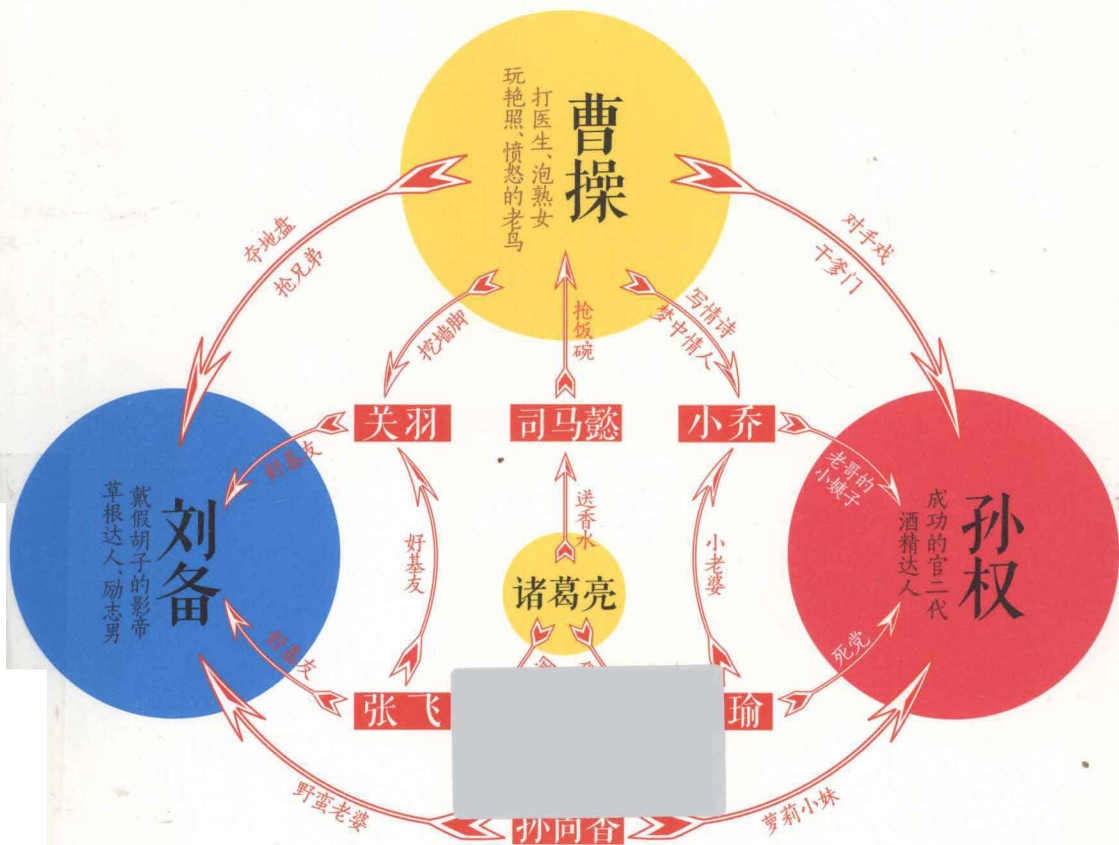 曹操
打医生、泡熟女
玩艳照、愤怒的老鸟
夺地盘
抢兄弟
对手戏
干爹门
挖墙脚
抢饭碗
写情诗
梦中情人
关羽
司马懿
小乔
好基友
老哥的
小姨子
刘备
戴假胡子的影帝
草根达人、励志男
好基友
送香水
诸葛亮
小老婆
孙权
成功的官二代
酒精达人
好基友
死党
张飞
瑜
野蛮老婆
孙尚香
萝莉小妹